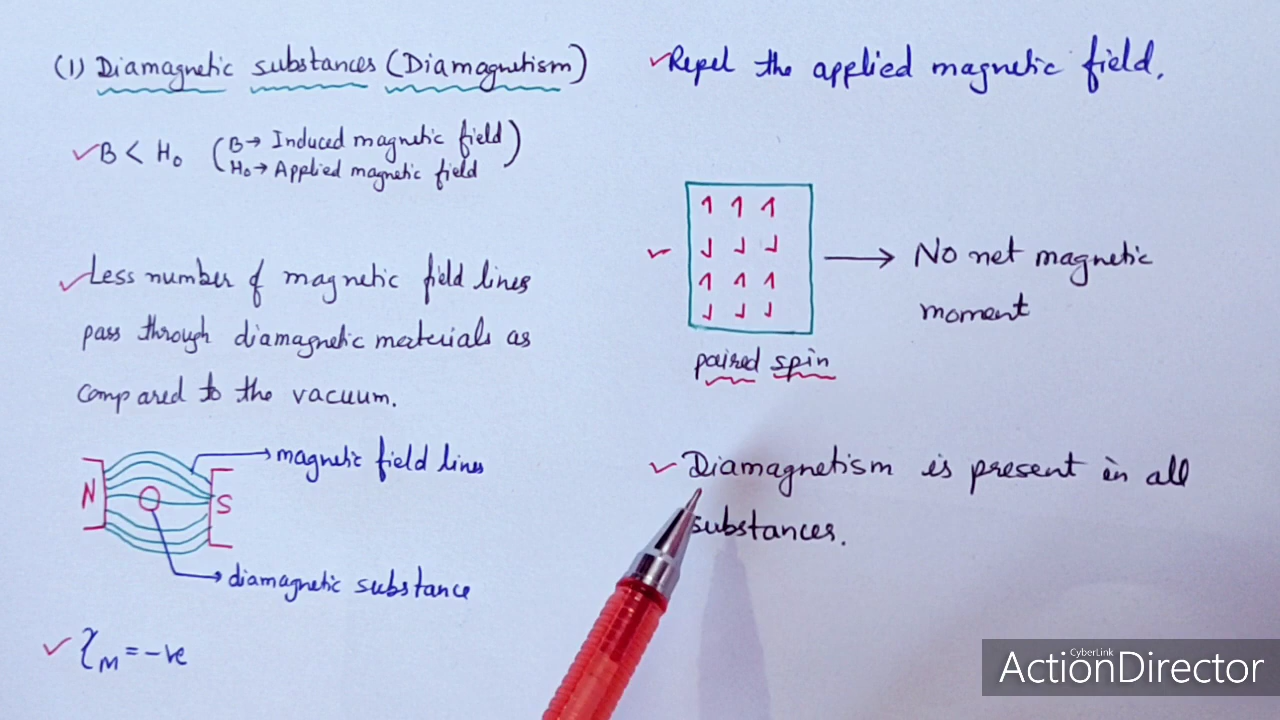 (1) Diamagnetic substances (Diamagnetism)
B < H₀ (B → Induced magnetic field
H₀ → Applied magnetic field)
Less number of magnetic field lines
pass through diamagnetic materials as
compared to the vacuum.
magnetic field lines
N S
diamagnetic substance
χM = -ve
Repel the applied magnetic field.
↿ ↿ ↿
⇃ ⇃ ⇃
↿ ↿ ↿
⇃ ⇃ ⇃
No net magnetic
moment
paired spin
Diamagnetism is present in all
substances.
CyberLink
ActionDirector